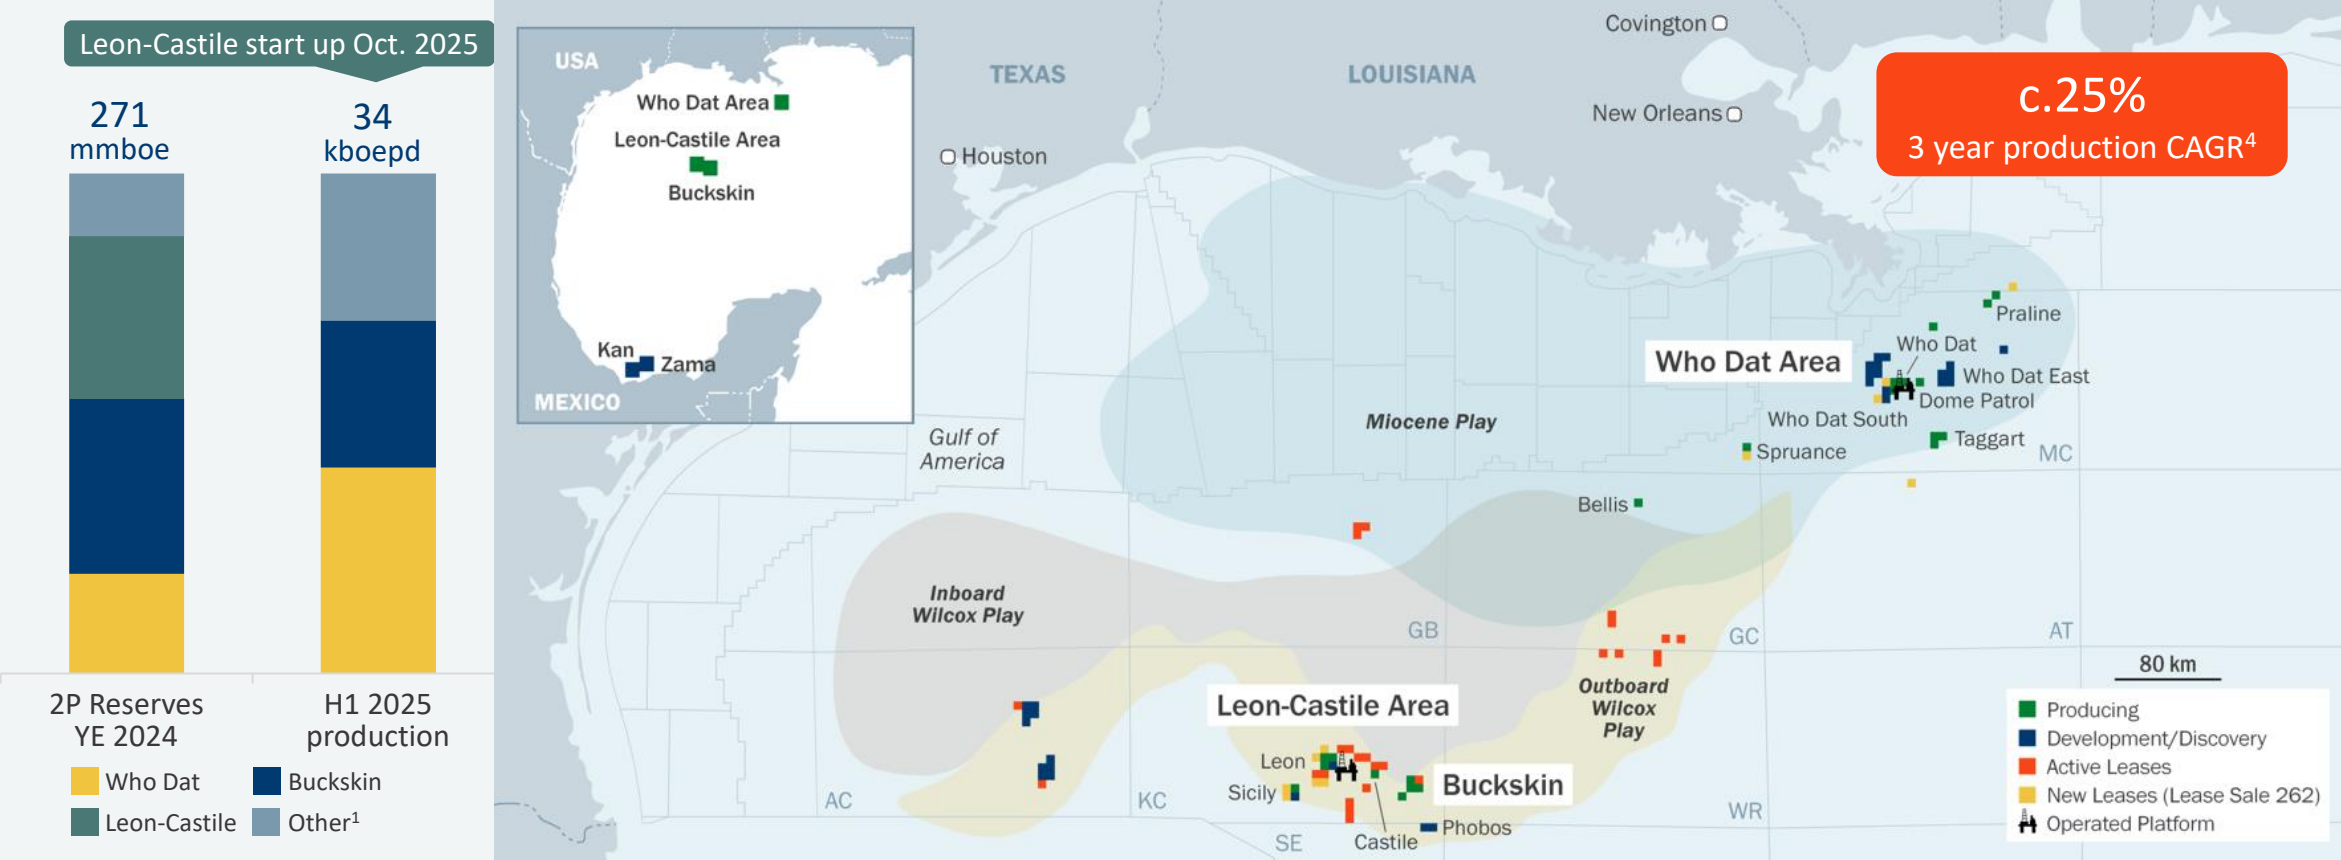 Leon-Castile start up Oct. 2025
271
mmboe
34
kboepd
2P Reserves
YE 2024
H1 2025
production
Who Dat
Buckskin
Leon-Castile
Other¹
USA
Who Dat Area
Leon-Castile Area
Buckskin
Kan
Zama
MEXICO
TEXAS
LOUISIANA
Covington
New Orleans
Houston
c.25%
3 year production CAGR⁴
Gulf of
America
Miocene Play
Inboard
Wilcox Play
Outboard
Wilcox
Play
Who Dat Area
Praline
Who Dat
Who Dat East
Dome Patrol
Who Dat South
Taggart
Spruance
MC
Bellis
GB
GC
AT
Leon-Castile Area
Leon
Sicily
Buckskin
Phobos
Castile
AC
KC
SE
WR
80 km
Producing
Development/Discovery
Active Leases
New Leases (Lease Sale 262)
Operated Platform